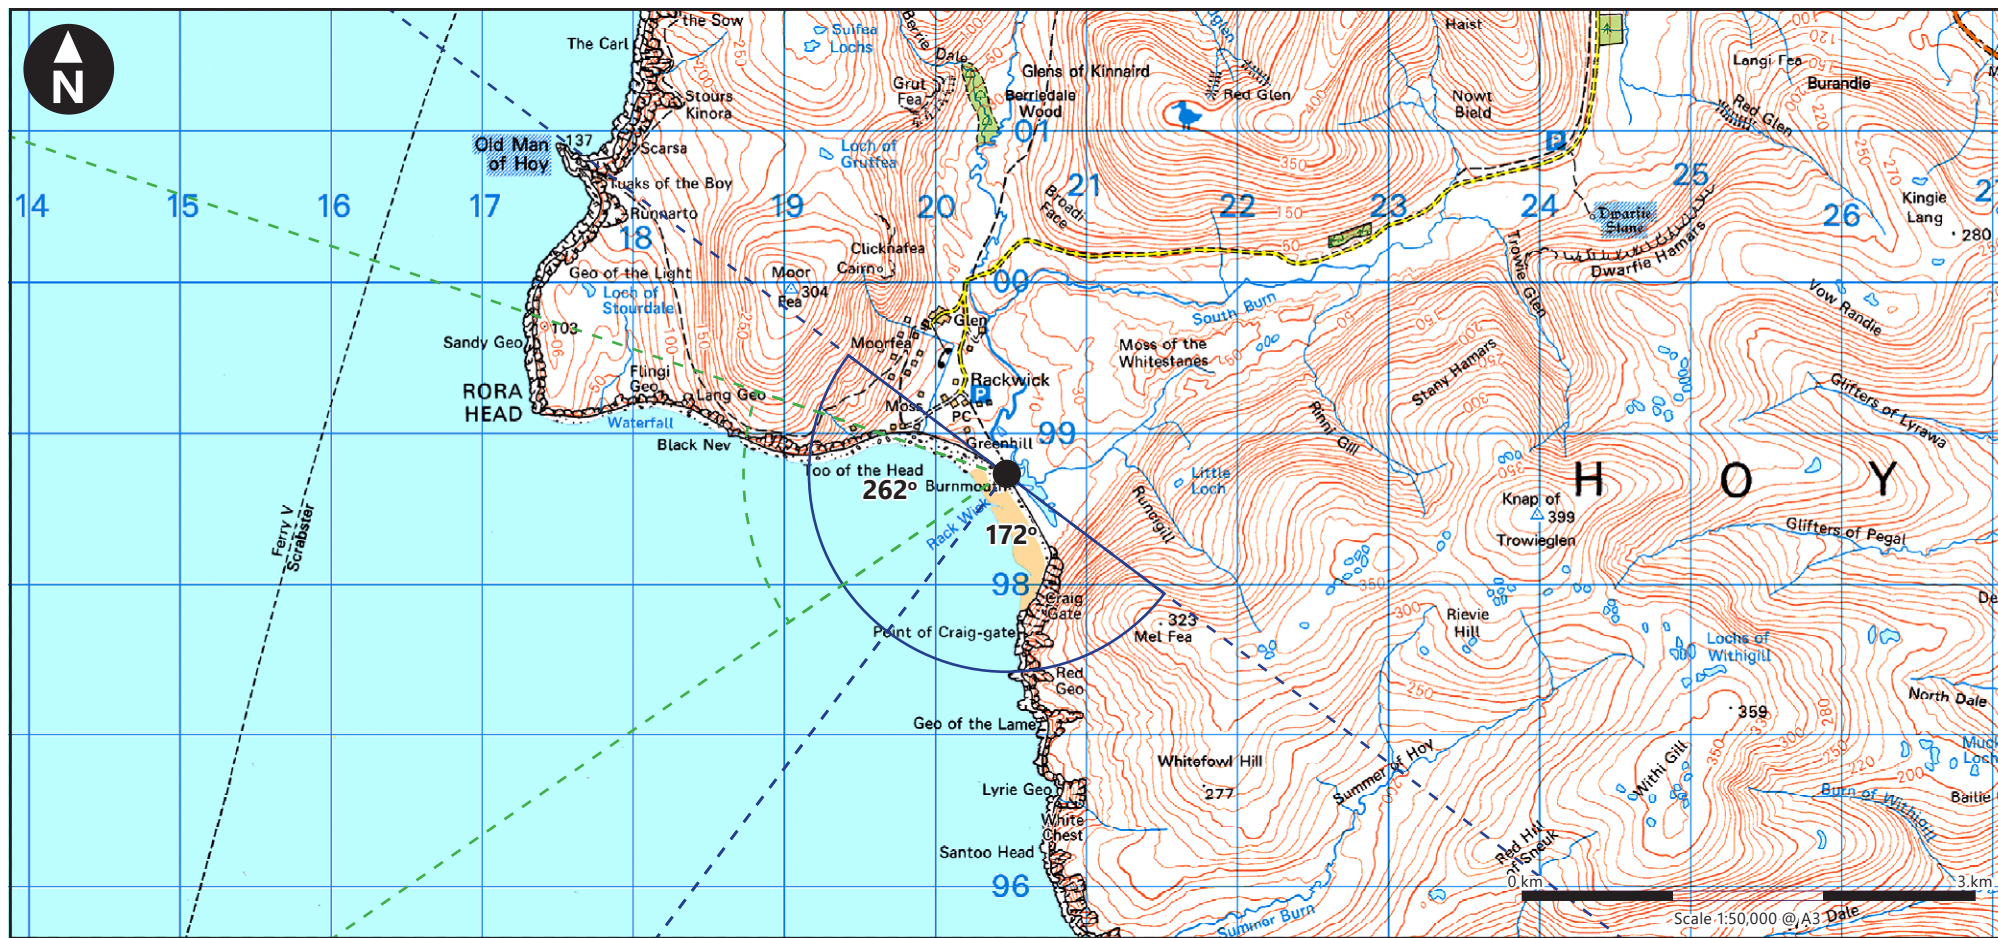 N
the Sow
The Carl
Suifea
Lochs
Berrie Dale
Grut
Fea
Glens of Kinnaird
Berriedale
Wood
Red Glen
Haist
Nowt
Bield
Langi Fea
Burandie
Red Glen
Stours
Kinora
Old Man
of Hoy
137
Scarsa
Loch of
Grutfea
01
P
Tuaks of the Boy
Runnarto
14
15
16
17
18
19
20
21
22
23
24
25
26
Broadi
Face
Dwarfie
Stane
Kingie
Lang
280
Clicknafea
Cairn
Geo of the Light
Loch of
Stourdale
Moor
Fea
304
00
South Burn
Trowie Glen
Dwarfie Hamars
Vow Randie
103
Sandy Geo
RORA
HEAD
Flingi
Geo
Lang Geo
Waterfall
Black Nev
Glen
Moorfea
Rackwick
P
Moss
PC
Greenhill
99
Moss of the
Whitestanes
Stany Hamars
Rinni Gill
Glifters of Lyrawa
oo of the Head
262°
Burnmouth
Rack Wick
172°
Little
Loch
Runcigill
Knap of
399
Trowieglen
H O Y
Glifters of Pegal
Ferry V
Scrabster
98
Craig
Gate
Point of Craig-gate
323
Mel Fea
Rievie
Hill
Lochs of
Withigill
Red
Geo
Geo of the Lame
North Dale
359
Whitefowl Hill
277
Summer of Hoy
Withi Gill
Burn of Withigill
Baitie
Lyrie Geo
White
Chest
Santoo Head
96
Red Hill
of Sneuk
Summer Burn
0 km
3 km
Scale 1:50,000 @ A3
Dale